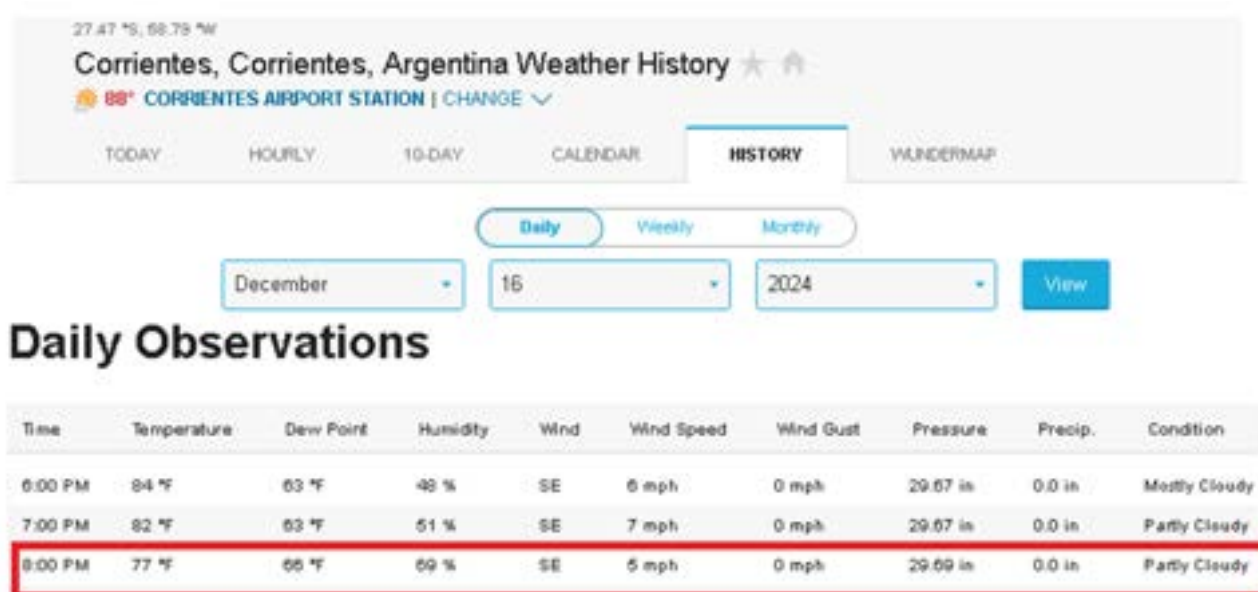 27.47 °S, 58.79 °W
Corrientes, Corrientes, Argentina Weather History
88° CORRIENTES AIRPORT STATION | CHANGE
TODAY HOURLY 10-DAY CALENDAR HISTORY WUNDERMAP
Daily Weekly Monthly
December 16 2024 View
Daily Observations
Time Temperature Dew Point Humidity Wind Wind Speed Wind Gust Pressure Precip. Condition
6:00 PM 84 °F 63 °F 48 % SE 6 mph 0 mph 29.67 in 0.0 in Mostly Cloudy
7:00 PM 82 °F 63 °F 51 % SE 7 mph 0 mph 29.67 in 0.0 in Partly Cloudy
8:00 PM 77 °F 66 °F 69 % SE 5 mph 0 mph 29.69 in 0.0 in Partly Cloudy